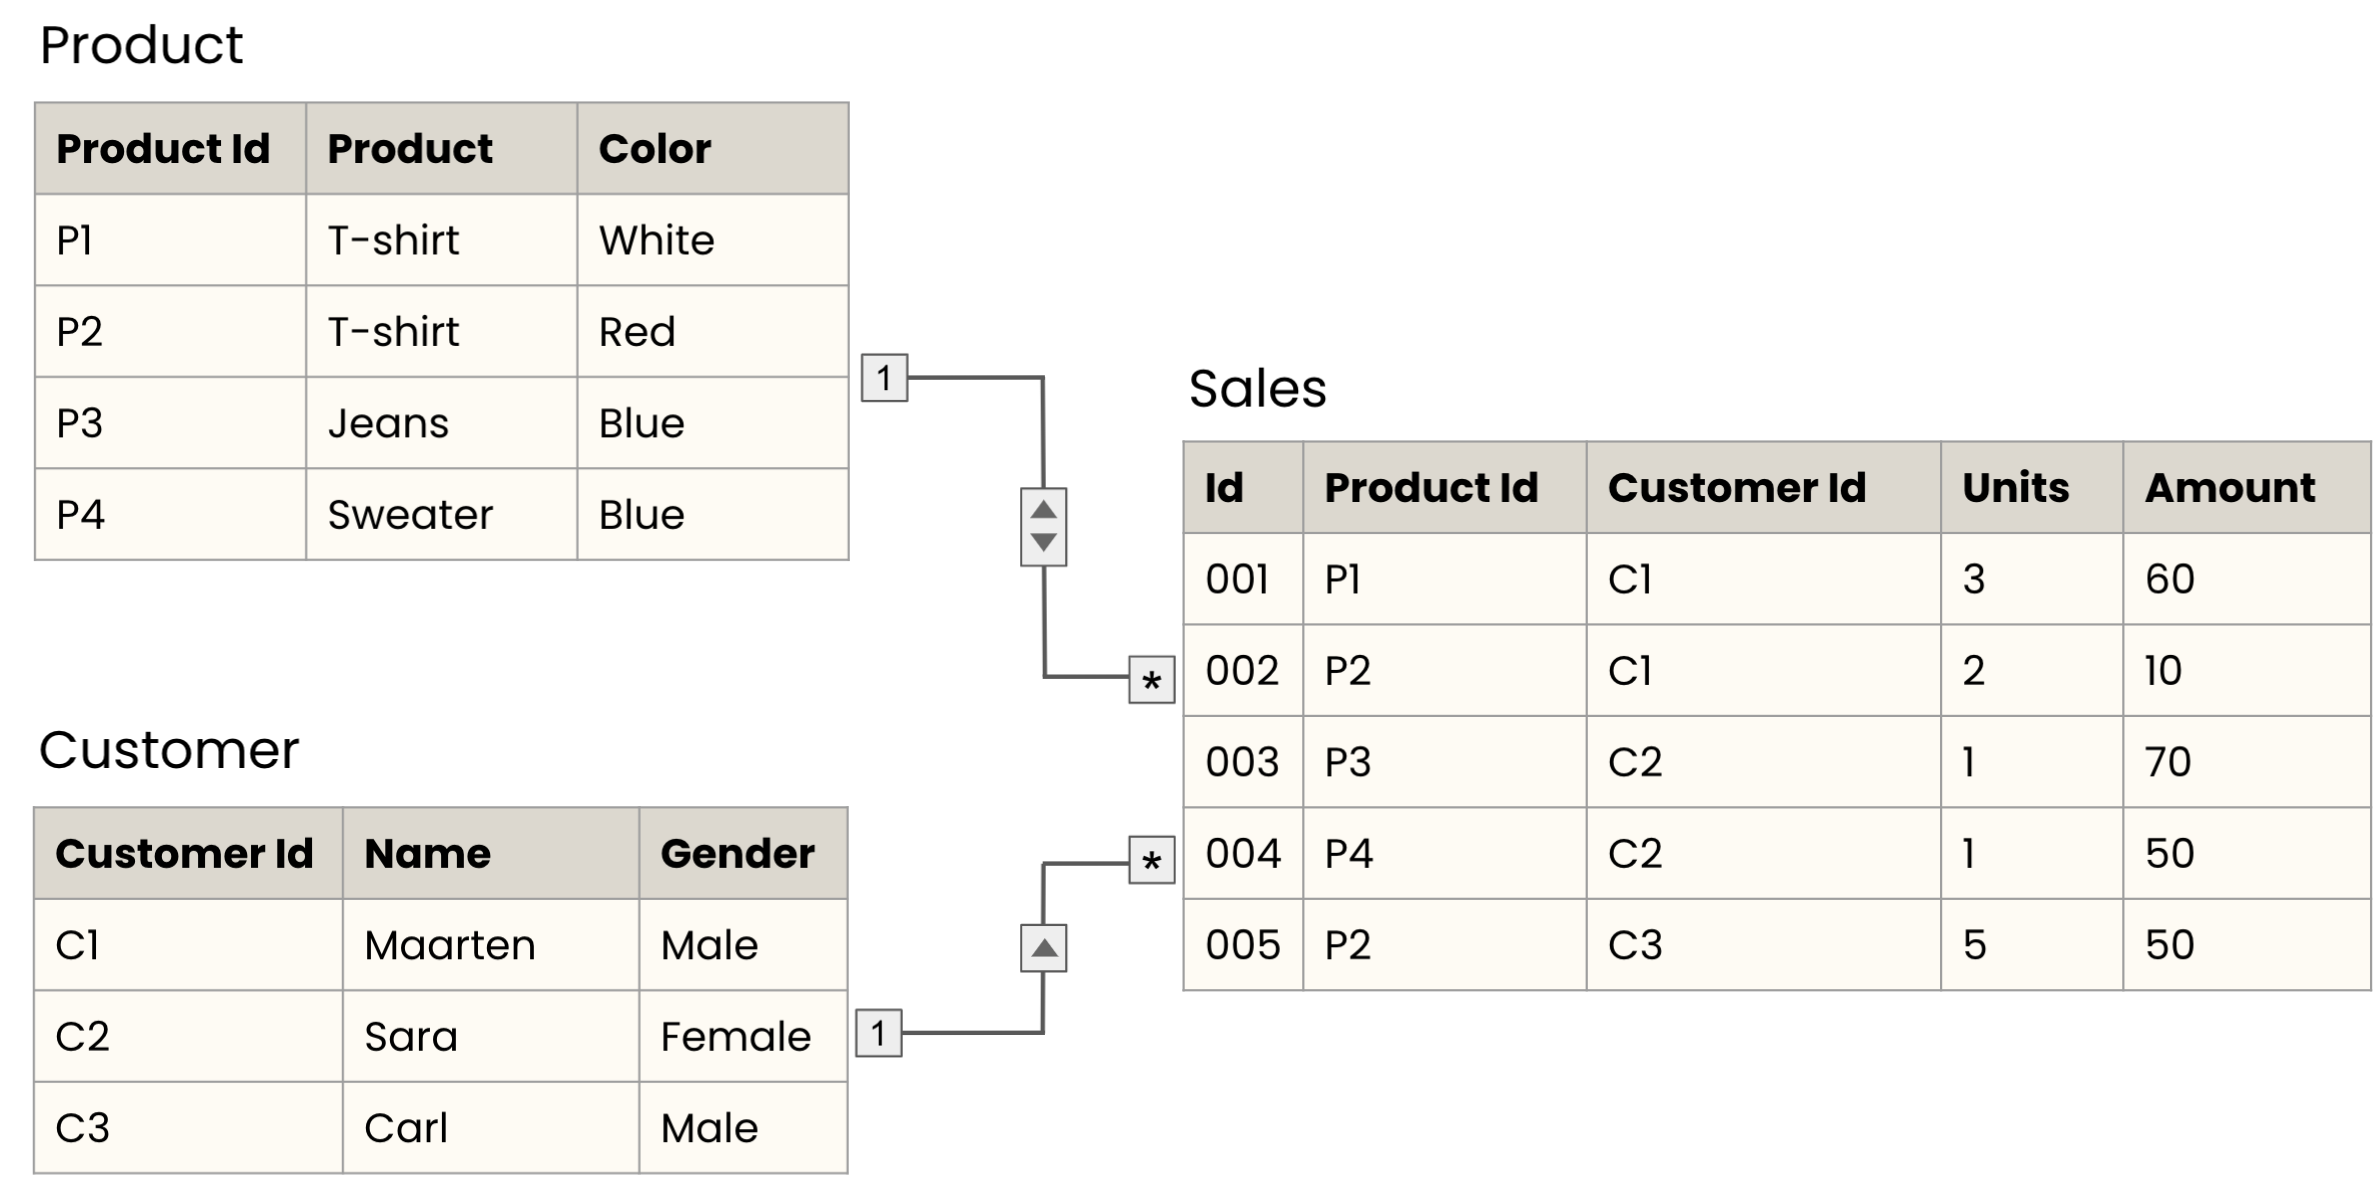 Product
Product Id Product Color
P1 T-shirt White
P2 T-shirt Red
P3 Jeans Blue
P4 Sweater Blue
1
*
Customer
Customer Id Name Gender
C1 Maarten Male
C2 Sara Female
C3 Carl Male
1
*
Sales
Id Product Id Customer Id Units Amount
001 P1 C1 3 60
002 P2 C1 2 10
003 P3 C2 1 70
004 P4 C2 1 50
005 P2 C3 5 50